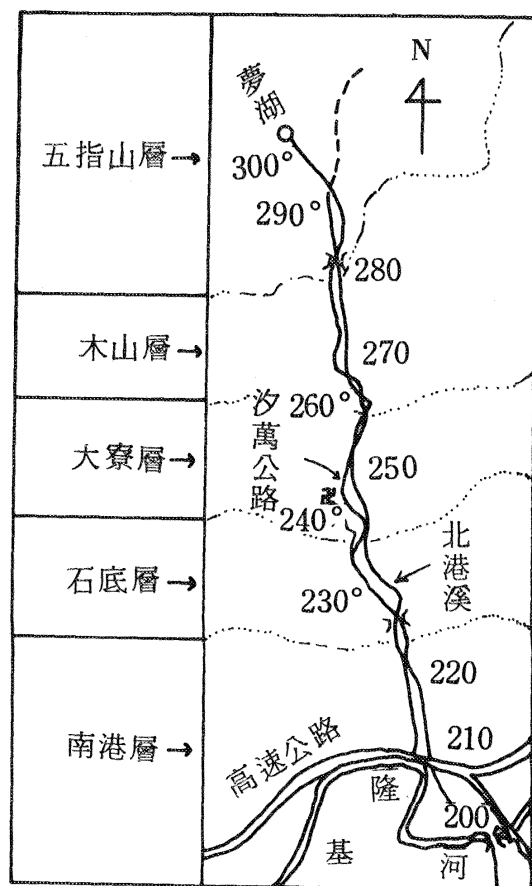 五指山層→
木山層→
大寮層→
石底層→
南港層→
N
夢湖
300°
290°
280
270
260°
汐萬公路
250
卍
240°
北港溪
230°
220
210
高速公路
200
基
隆
河